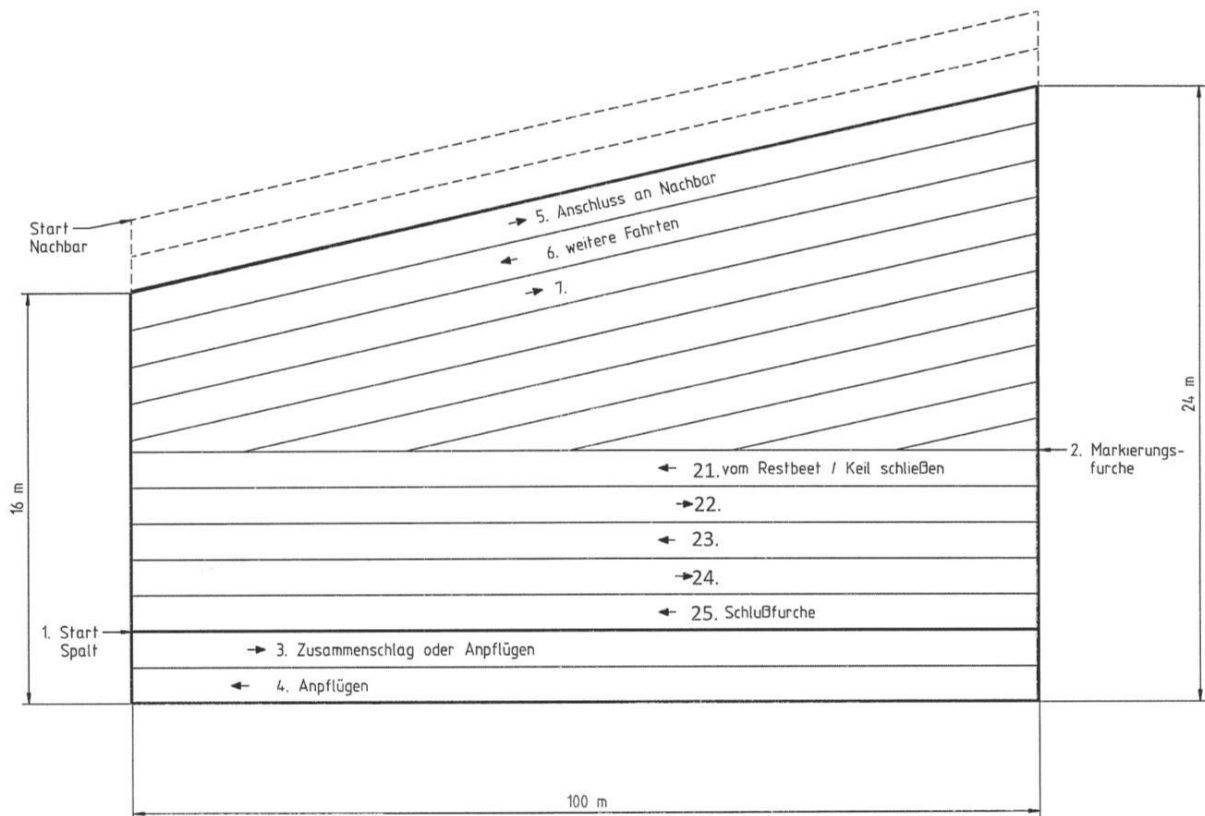 Start
Nachbar
5. Anschluss an Nachbar
6. weitere Fahrten
7.
24 m
2. Markierungs-
furche
16 m
21. vom Restbeet / Keil schließen
22.
23.
24.
25. Schlußfurche
1. Start
Spalt
3. Zusammenschlag oder Anpflügen
4. Anpflügen
100 m